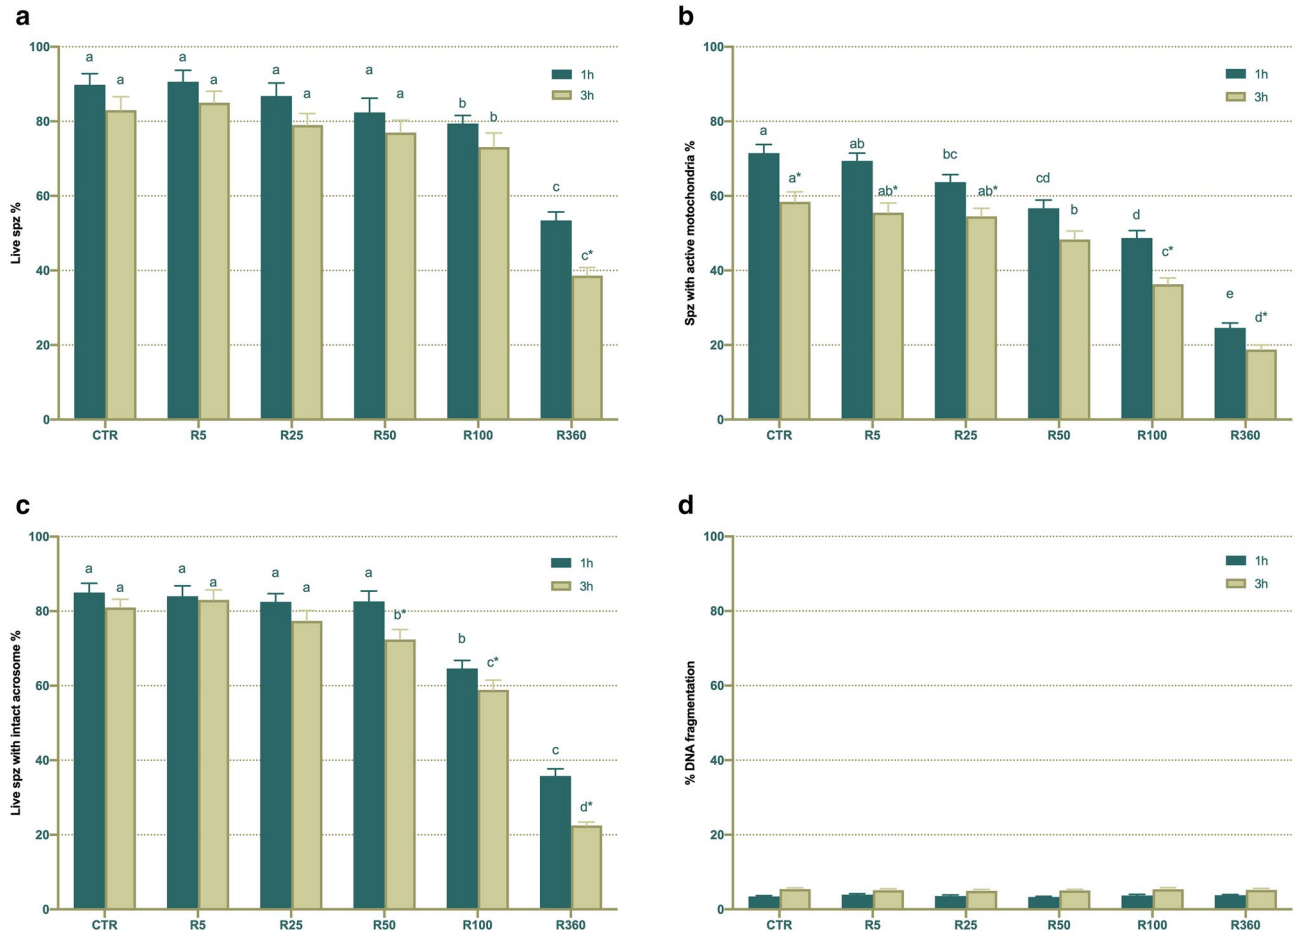 a
Live spz %
100
80
60
40
20
0
a a a a a a a a b b c c*
1h
3h
CTR R5 R25 R50 R100 R360
b
Spz with active motochondria %
100
80
60
40
20
0
a a* ab ab* bc ab* cd b d c* e d*
1h
3h
CTR R5 R25 R50 R100 R360
c
Live spz with intact acrosome %
100
80
60
40
20
0
a a a a a a a b* b c* c d*
1h
3h
CTR R5 R25 R50 R100 R360
d
% DNA fragmentation
100
80
60
40
20
0
1h
3h
CTR R5 R25 R50 R100 R360